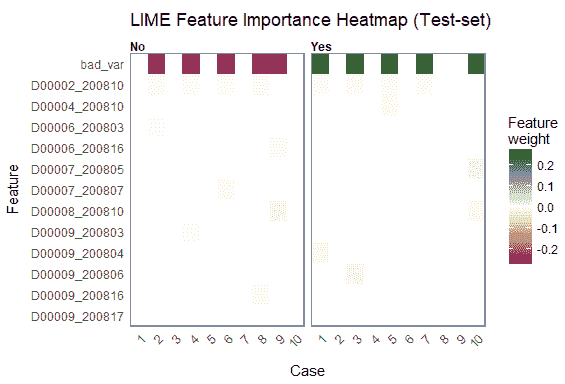 LIME Feature Importance Heatmap (Test-set)
No
Yes
bad_var
D00002_200810
D00004_200810
D00006_200803
D00006_200816
D00007_200805
D00007_200807
D00008_200810
D00009_200803
D00009_200804
D00009_200806
D00009_200816
D00009_200817
Feature
1 2 3 4 5 6 7 8 9 10
1 2 3 4 5 6 7 8 9 10
Case
Feature
weight
0.2
0.1
0.0
-0.1
-0.2